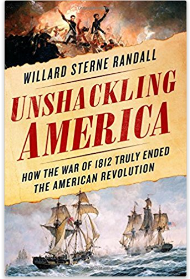 WILLARD STERNE RANDALL
UNSHACKLING
AMERICA
HOW THE WAR OF 1812 TRULY ENDED
THE AMERICAN REVOLUTION